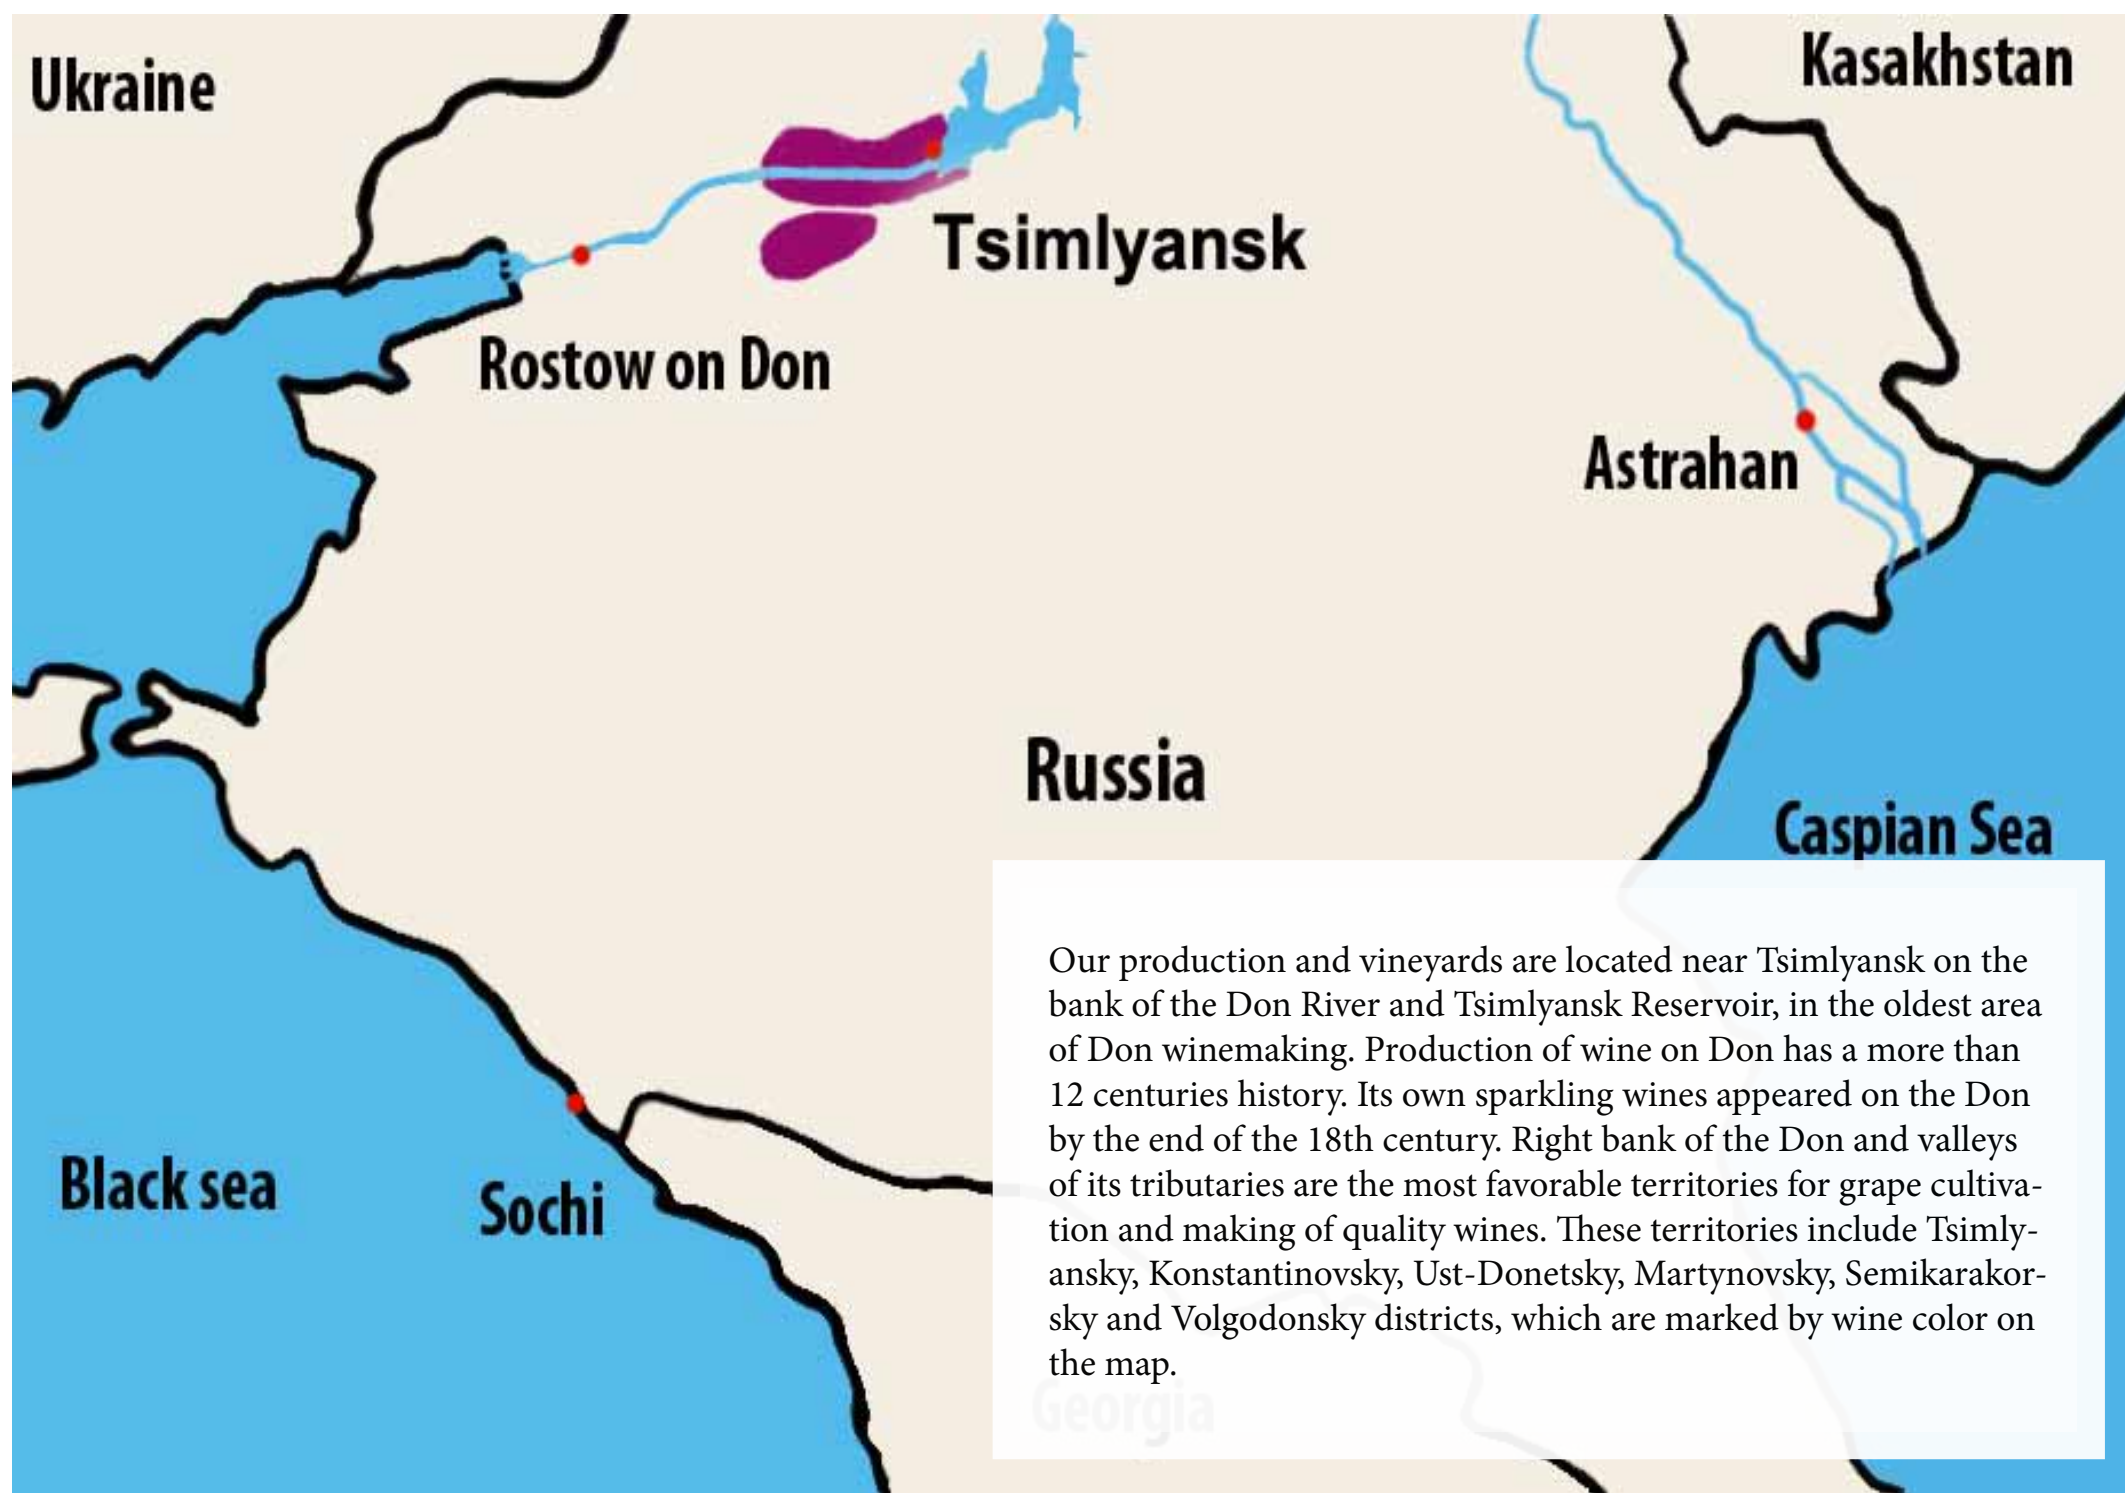 Ukraine
Kasakhstan
Tsimlyansk
Rostow on Don
Astrahan
Russia
Caspian Sea
Our production and vineyards are located near Tsimlyansk on the
bank of the Don River and Tsimlyansk Reservoir, in the oldest area
of Don winemaking. Production of wine on Don has a more than
12 centuries history. Its own sparkling wines appeared on the Don
by the end of the 18th century. Right bank of the Don and valleys
of its tributaries are the most favorable territories for grape cultiva-
tion and making of quality wines. These territories include Tsimly-
ansky, Konstantinovsky, Ust-Donetsky, Martynovsky, Semikarakor-
sky and Volgodonsky districts, which are marked by wine color on
the map.
Black sea
Sochi
Georgia